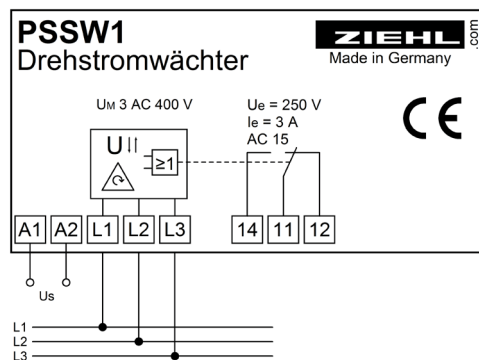 PSSW1
Drehstromwächter
ZIEHL.com
Made in Germany
UM 3 AC 400 V
Ue = 250 V
Ie = 3 A
AC 15
CE
U
≥1
A1 A2 L1 L2 L3 14 11 12
Us
L1
L2
L3